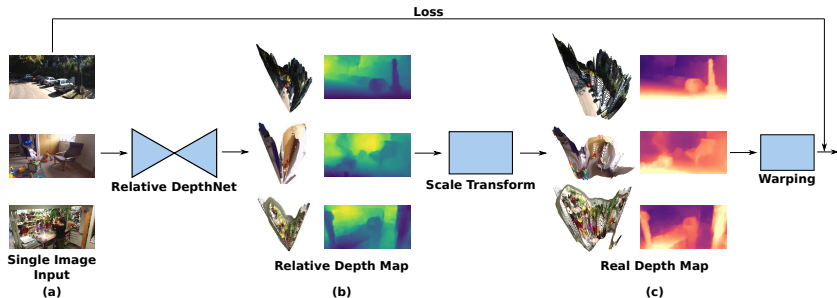 Loss
Relative DepthNet
Scale Transform
Warping
Single Image
Input
Relative Depth Map
Real Depth Map
(a)
(b)
(c)